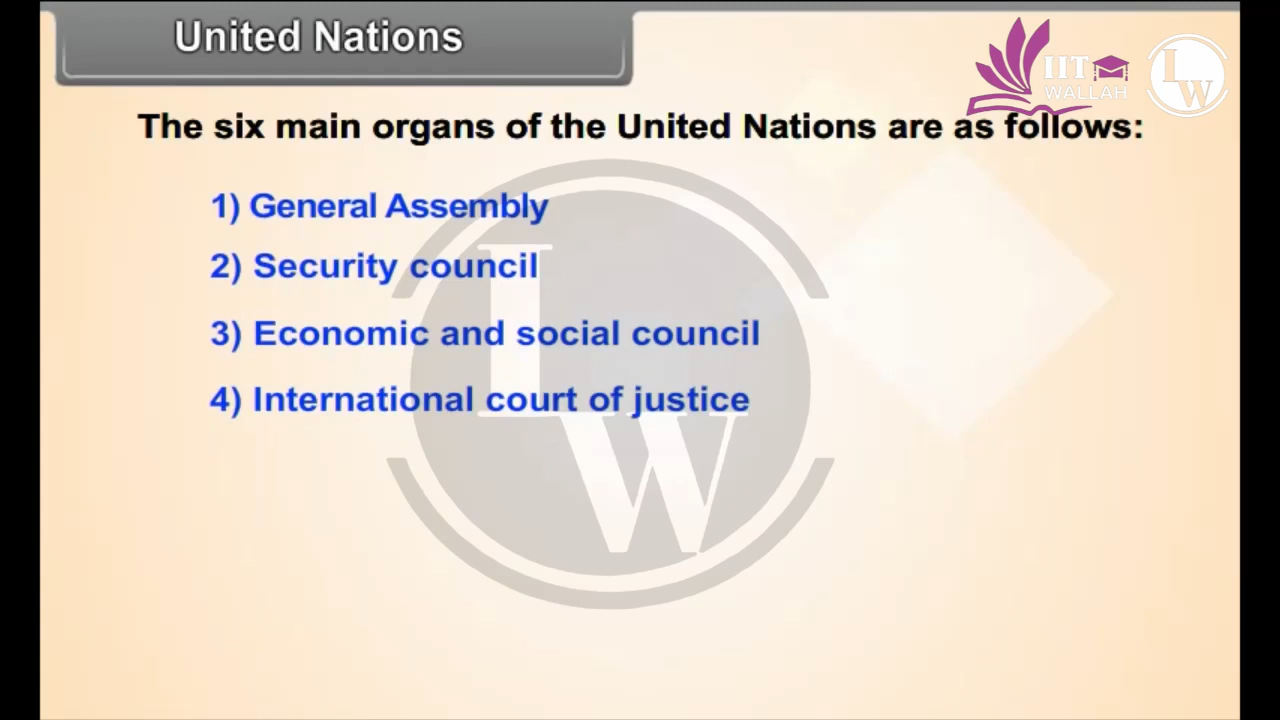 United Nations
IIT
WALLAH
LW
The six main organs of the United Nations are as follows:
1) General Assembly
2) Security council
3) Economic and social council
4) International court of justice
LW